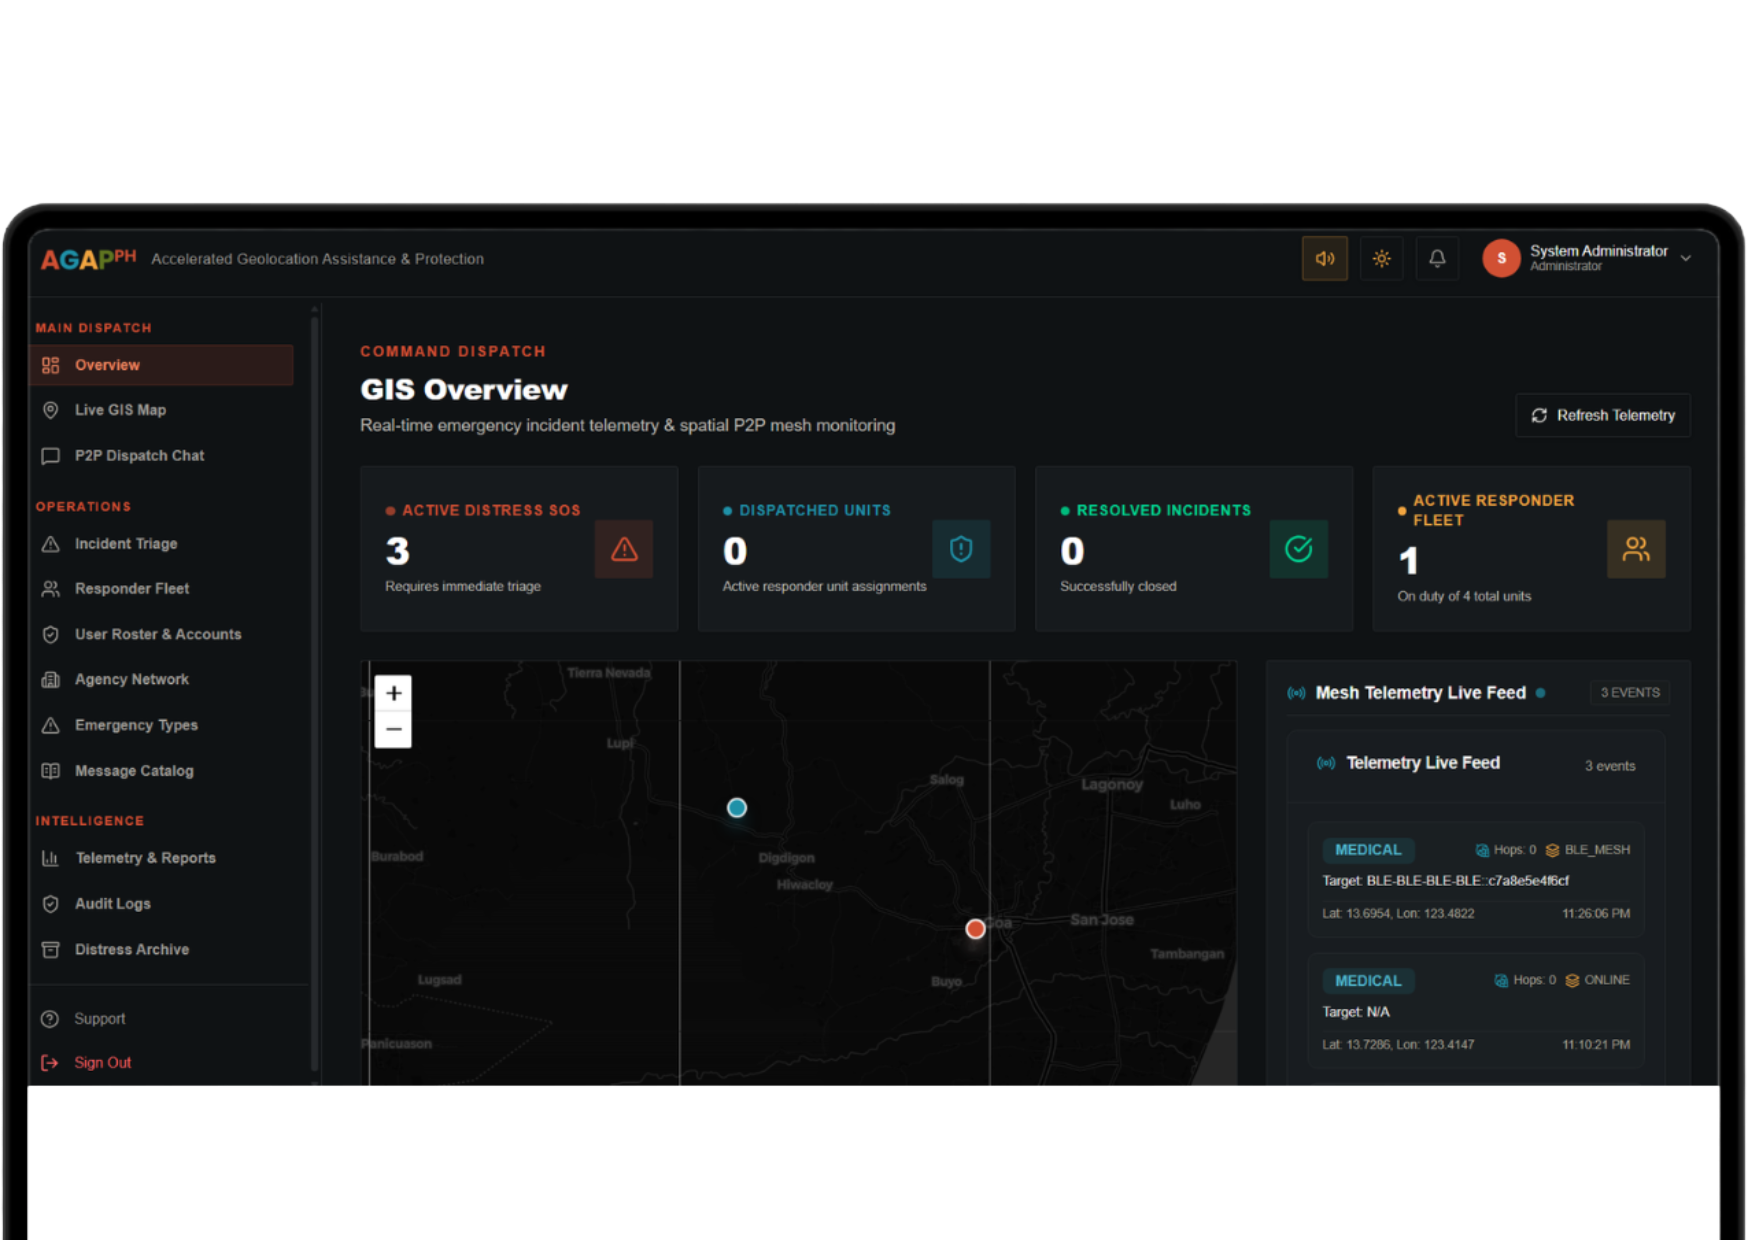 AGAPPH Accelerated Geolocation Assistance & Protection
S
System Administrator
Administrator
MAIN DISPATCH
Overview
Live GIS Map
P2P Dispatch Chat
OPERATIONS
Incident Triage
Responder Fleet
User Roster & Accounts
Agency Network
Emergency Types
Message Catalog
INTELLIGENCE
Telemetry & Reports
Audit Logs
Distress Archive
Support
Sign Out
COMMAND DISPATCH
GIS Overview
Real-time emergency incident telemetry & spatial P2P mesh monitoring
Refresh Telemetry
ACTIVE DISTRESS SOS
3
Requires immediate triage
DISPATCHED UNITS
0
Active responder unit assignments
RESOLVED INCIDENTS
0
Successfully closed
ACTIVE RESPONDER
FLEET
1
On duty of 4 total units
+
−
Tierra Nevada
Lupi
Salog
Lagonoy
Luho
Burabod
Digdigon
Hiwacloy
Goa
San Jose
Tambangan
Lugsad
Buyo
Panicuason
Mesh Telemetry Live Feed
3 EVENTS
Telemetry Live Feed
3 events
MEDICAL Hops: 0 BLE_MESH
Target: BLE-BLE-BLE-BLE::c7a8e5e4f6cf
Lat: 13.6954, Lon: 123.4822 11:26:06 PM
MEDICAL Hops: 0 ONLINE
Target: N/A
Lat: 13.7286, Lon: 123.4147 11:10:21 PM